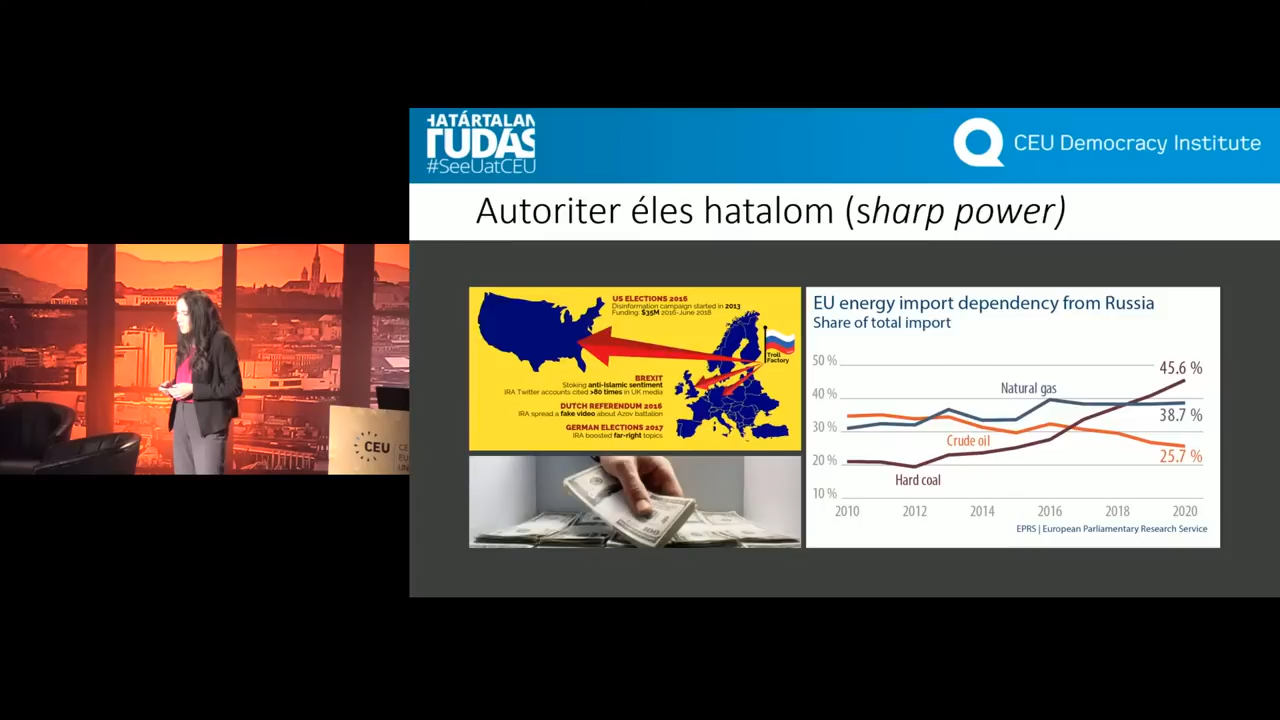 HATÁRTALAN
TUDÁS
#SeeUatCEU
CEU Democracy Institute
Autoriter éles hatalom (sharp power)
US ELECTIONS 2016
Disinformation campaign started in 2013
Funding: $35M 2016-June 2018
Troll
Factory
BREXIT
Stoking anti-Islamic sentiment
IRA Twitter accounts cited >80 times in UK media
DUTCH REFERENDUM 2016
IRA spread a fake video about Azov battalion
GERMAN ELECTIONS 2017
IRA boosted far-right topics
EU energy import dependency from Russia
Share of total import
50 %
40 %
30 %
20 %
10 %
45.6 %
Natural gas
38.7 %
Crude oil
25.7 %
Hard coal
2010 2012 2014 2016 2018 2020
EPRS | European Parliamentary Research Service
100
CEU
CE
EU
UN